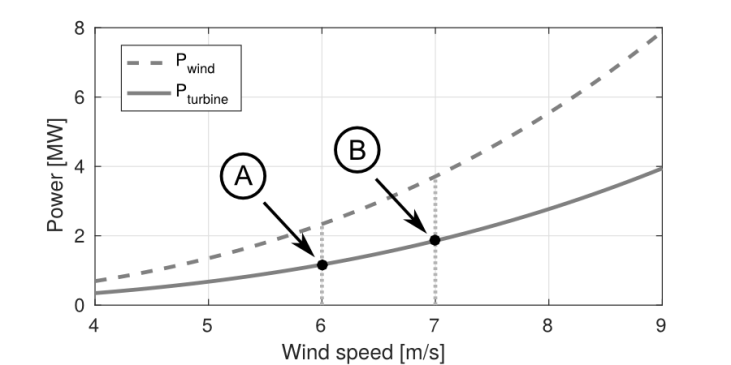 8
6
4
2
0
Power [MW]
P_wind
P_turbine
A
B
4 5 6 7 8 9
Wind speed [m/s]